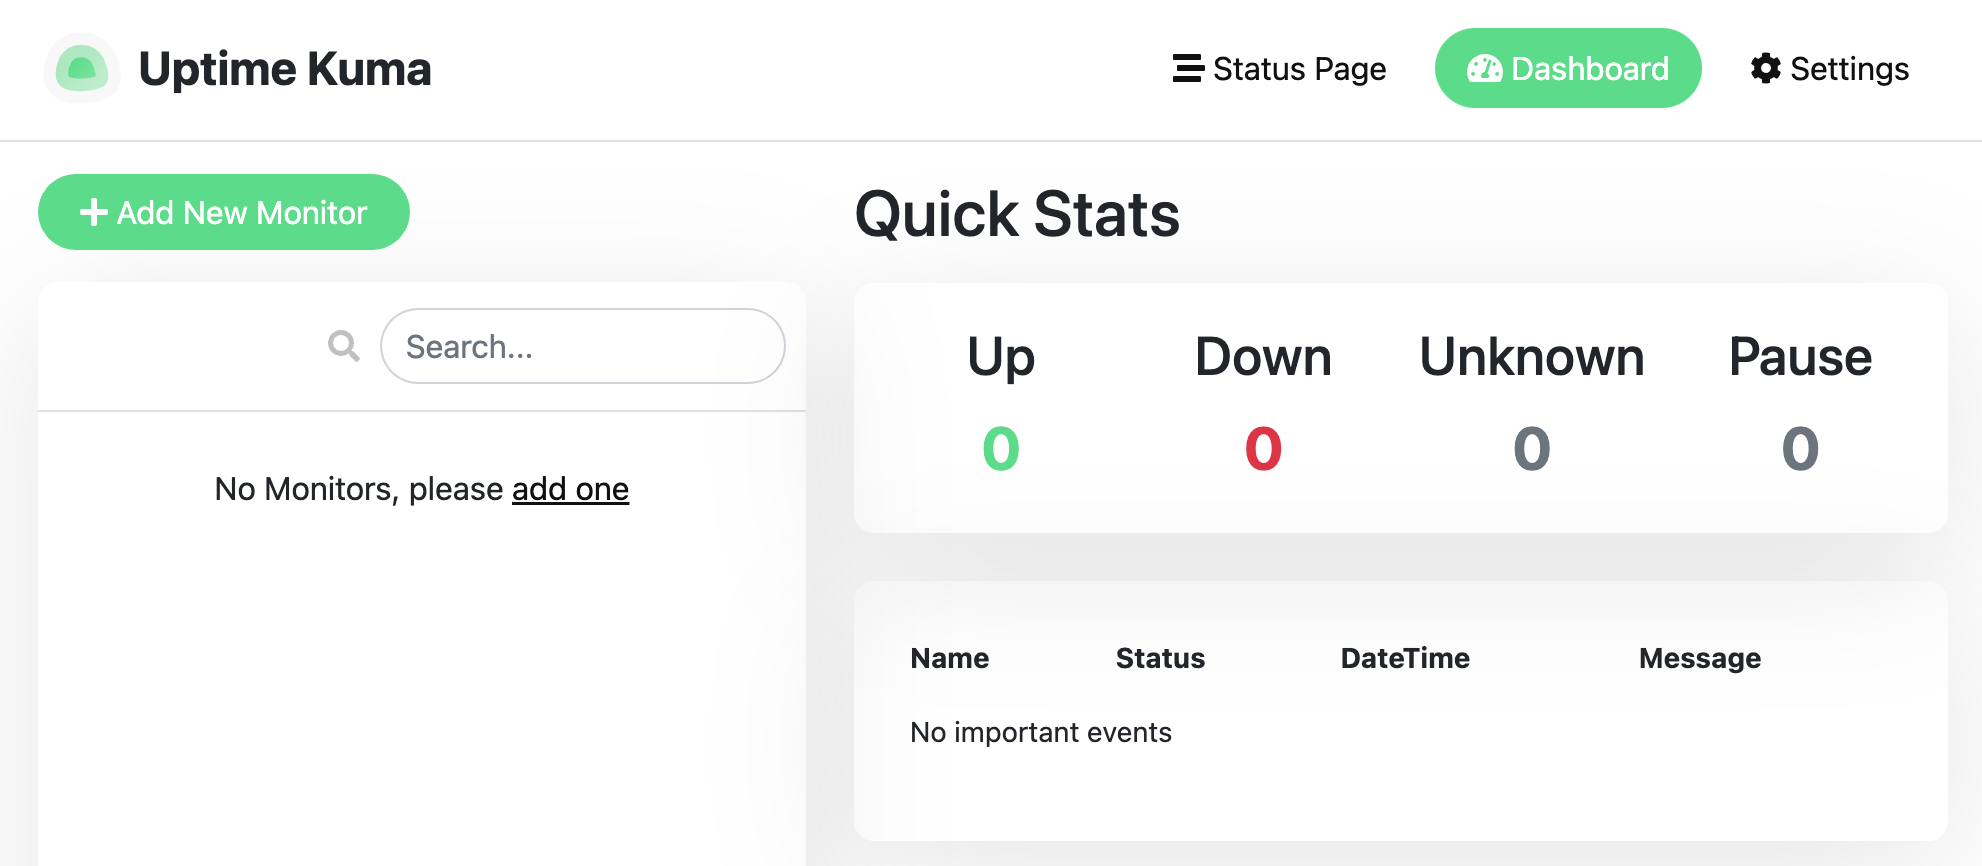 Uptime Kuma
Status Page
Dashboard
Settings
Add New Monitor
Search...
No Monitors, please add one
Quick Stats
Up Down Unknown Pause
0 0 0 0
Name Status DateTime Message
No important events